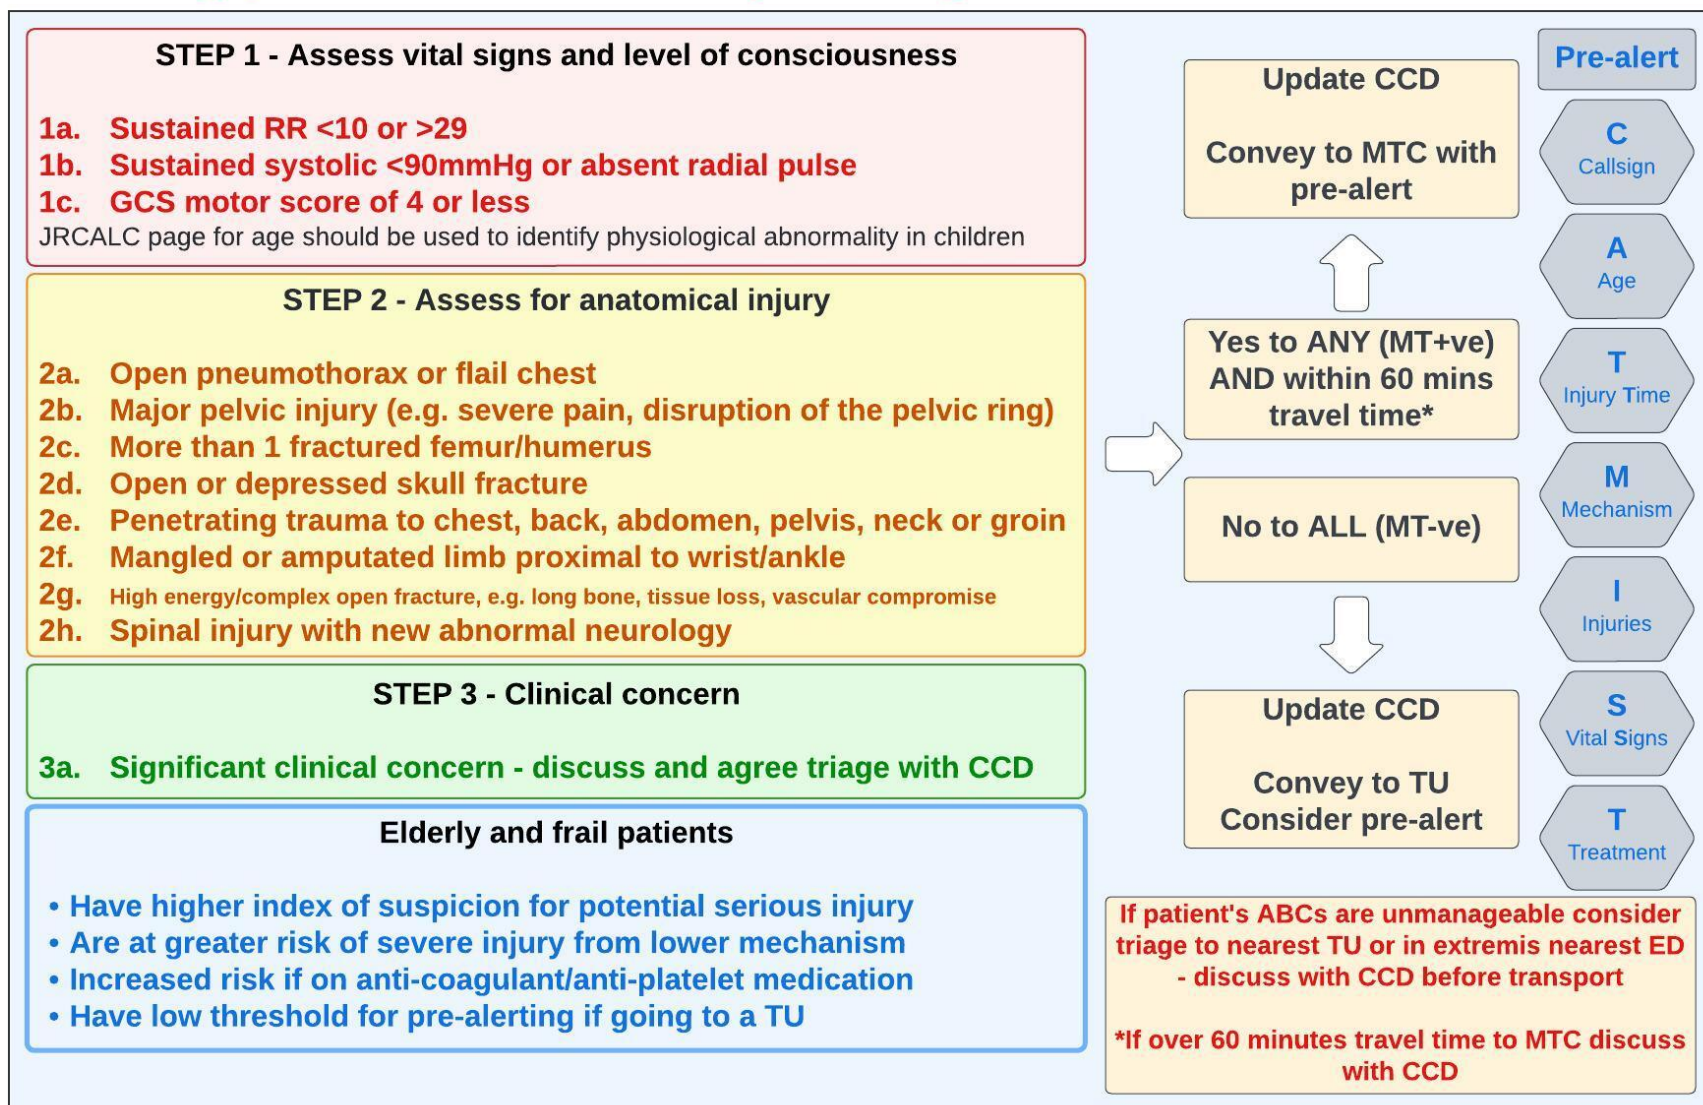 STEP 1 - Assess vital signs and level of consciousness
1a. Sustained RR <10 or >29
1b. Sustained systolic <90mmHg or absent radial pulse
1c. GCS motor score of 4 or less
JRCALC page for age should be used to identify physiological abnormality in children
STEP 2 - Assess for anatomical injury
2a. Open pneumothorax or flail chest
2b. Major pelvic injury (e.g. severe pain, disruption of the pelvic ring)
2c. More than 1 fractured femur/humerus
2d. Open or depressed skull fracture
2e. Penetrating trauma to chest, back, abdomen, pelvis, neck or groin
2f. Mangled or amputated limb proximal to wrist/ankle
2g. High energy/complex open fracture, e.g. long bone, tissue loss, vascular compromise
2h. Spinal injury with new abnormal neurology
STEP 3 - Clinical concern
3a. Significant clinical concern - discuss and agree triage with CCD
Elderly and frail patients
• Have higher index of suspicion for potential serious injury
• Are at greater risk of severe injury from lower mechanism
• Increased risk if on anti-coagulant/anti-platelet medication
• Have low threshold for pre-alerting if going to a TU
Update CCD
Convey to MTC with
pre-alert
Yes to ANY (MT+ve)
AND within 60 mins
travel time*
No to ALL (MT-ve)
Update CCD
Convey to TU
Consider pre-alert
Pre-alert
C
Callsign
A
Age
T
Injury Time
M
Mechanism
I
Injuries
S
Vital Signs
T
Treatment
If patient's ABCs are unmanageable consider
triage to nearest TU or in extremis nearest ED
- discuss with CCD before transport
*If over 60 minutes travel time to MTC discuss
with CCD